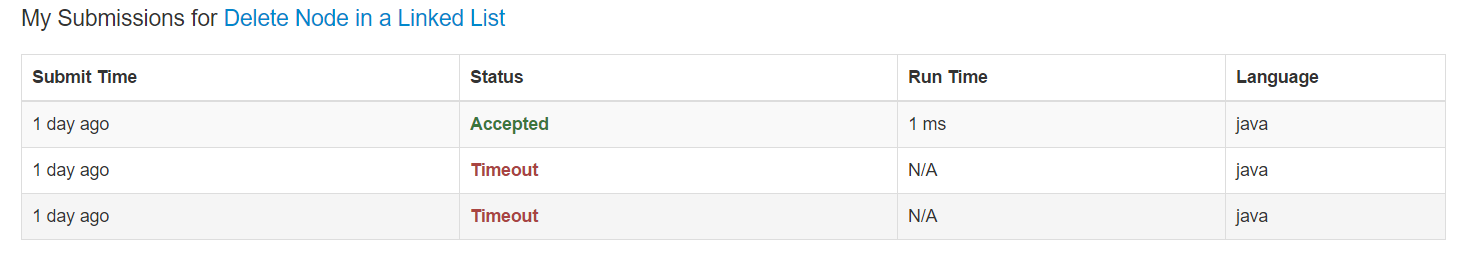 My Submissions for Delete Node in a Linked List
Submit Time Status Run Time Language
1 day ago Accepted 1 ms java
1 day ago Timeout N/A java
1 day ago Timeout N/A java